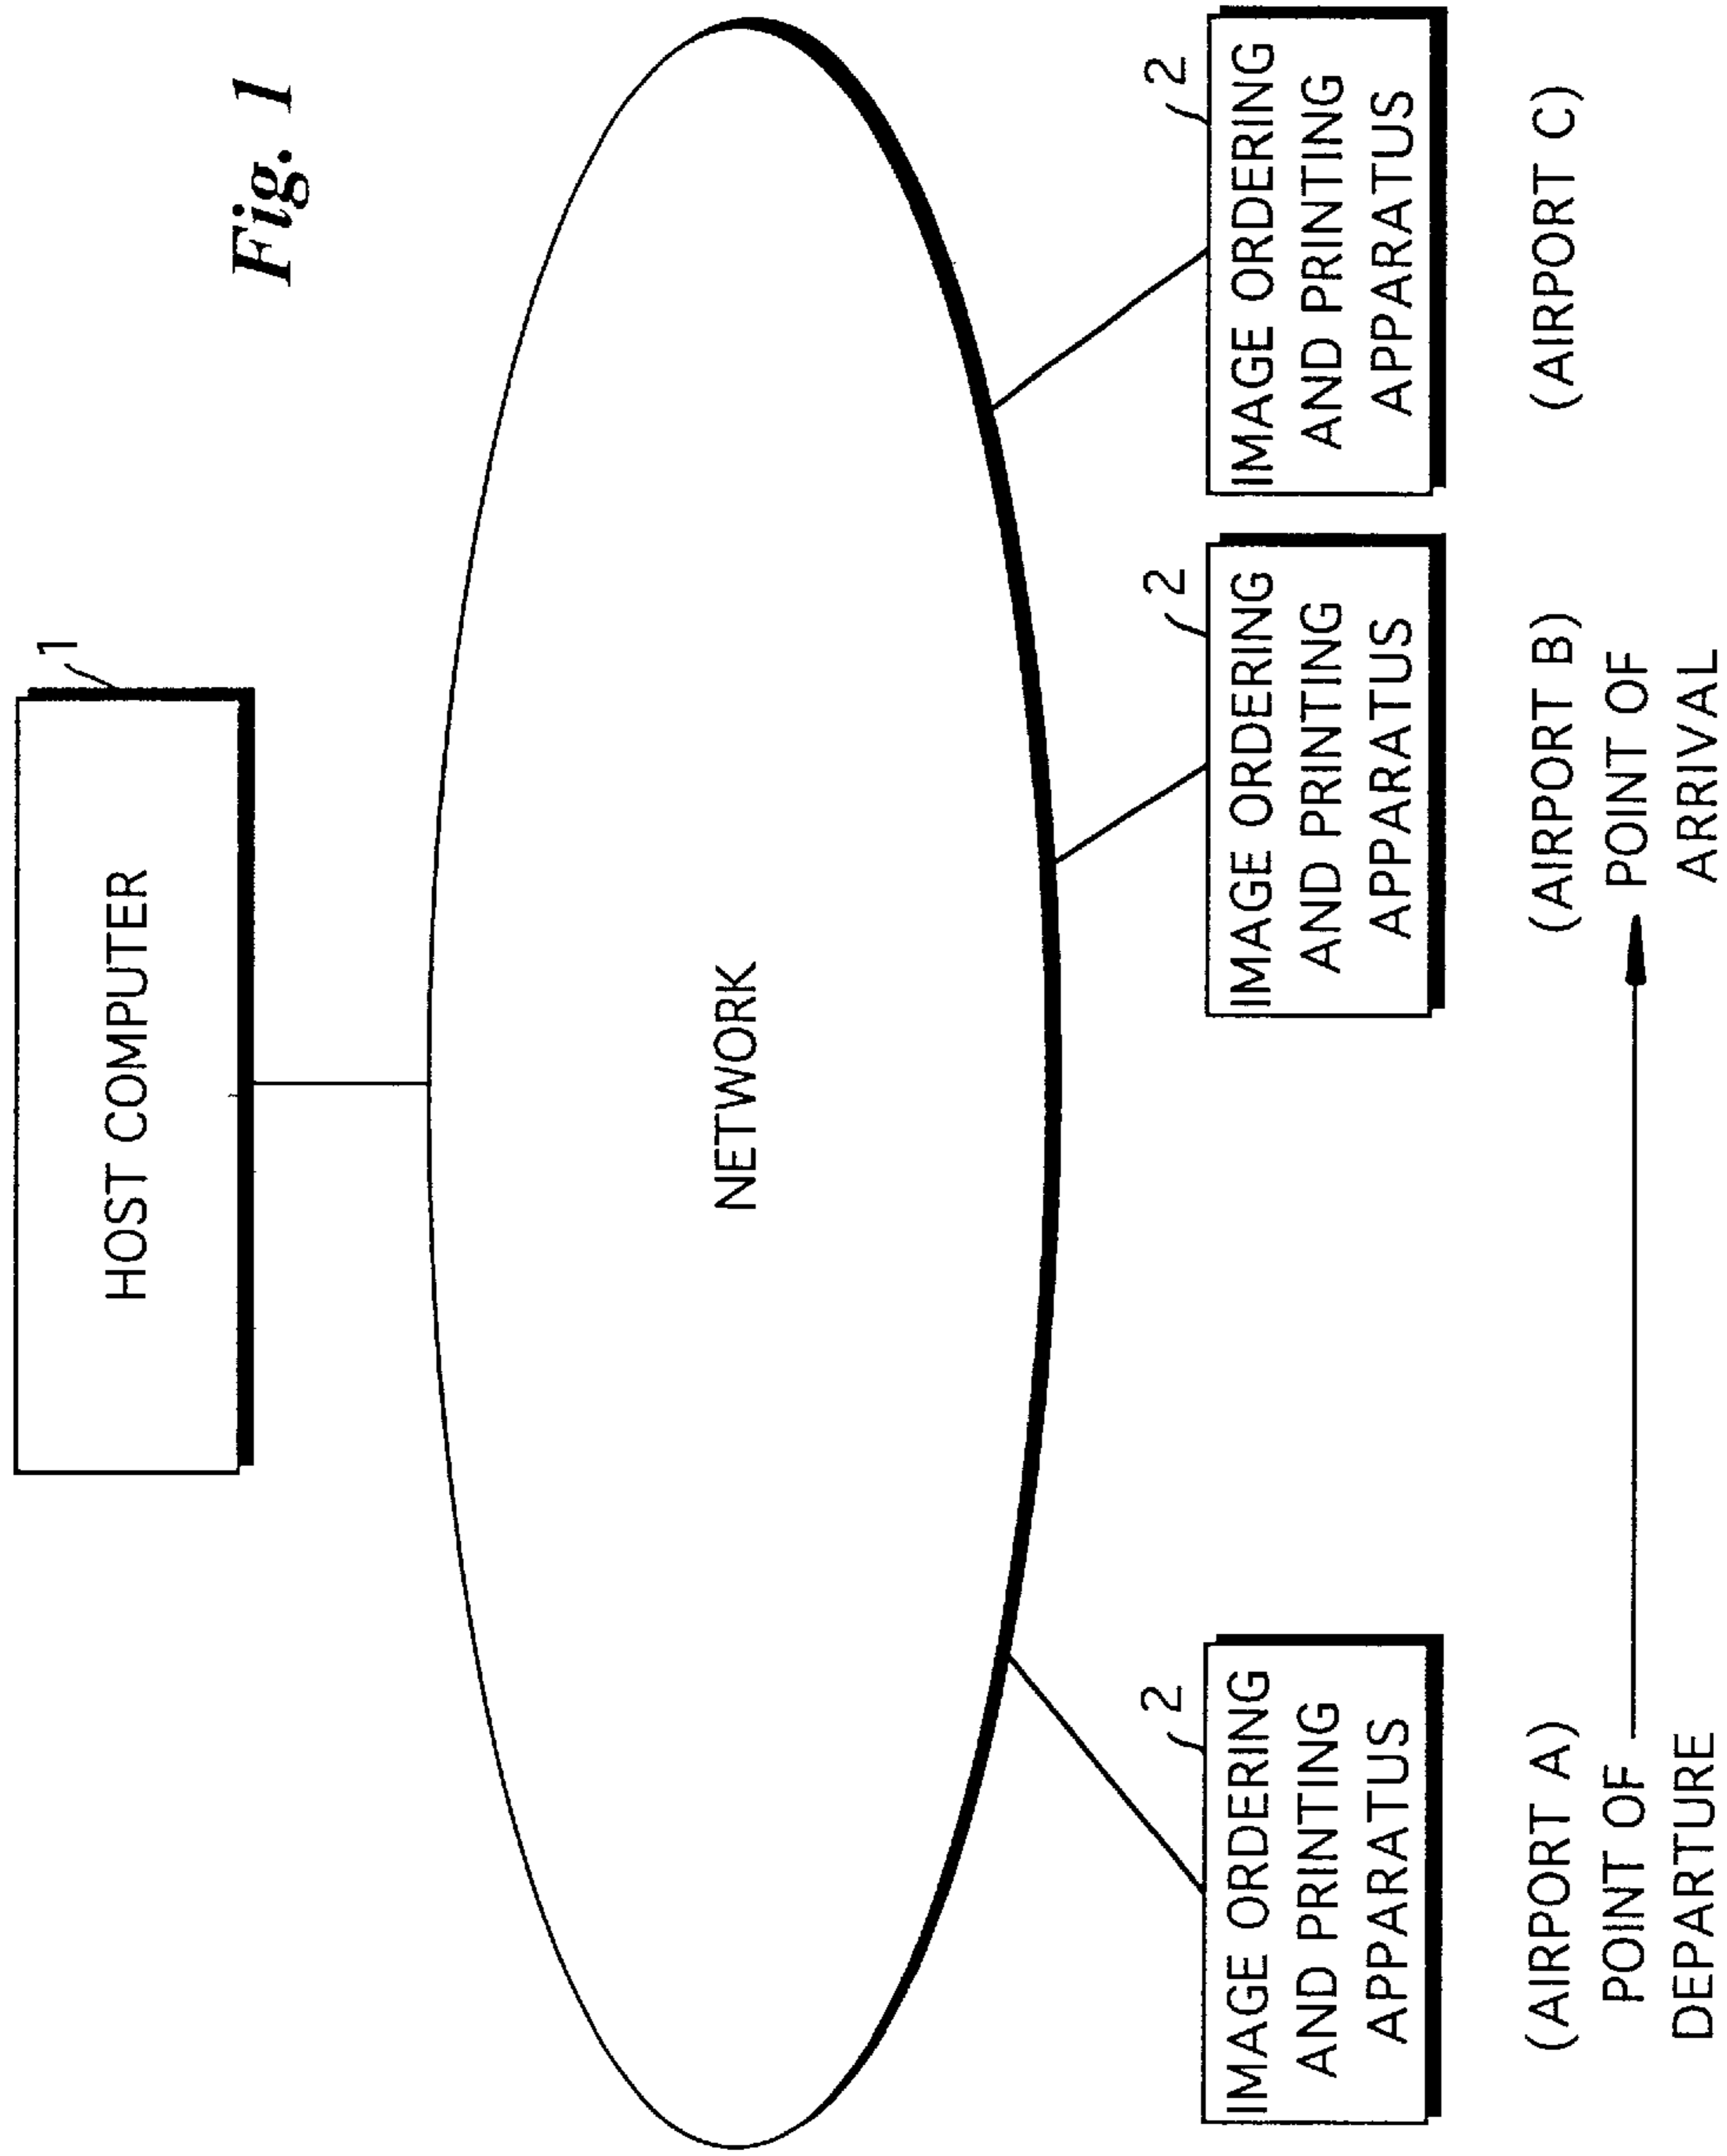 Fig. 1
1
HOST COMPUTER
NETWORK
2
IMAGE ORDERING
AND PRINTING
APPARATUS
(AIRPORT A)
POINT OF
DEPARTURE
2
IMAGE ORDERING
AND PRINTING
APPARATUS
(AIRPORT B)
POINT OF
ARRIVAL
2
IMAGE ORDERING
AND PRINTING
APPARATUS
(AIRPORT C)